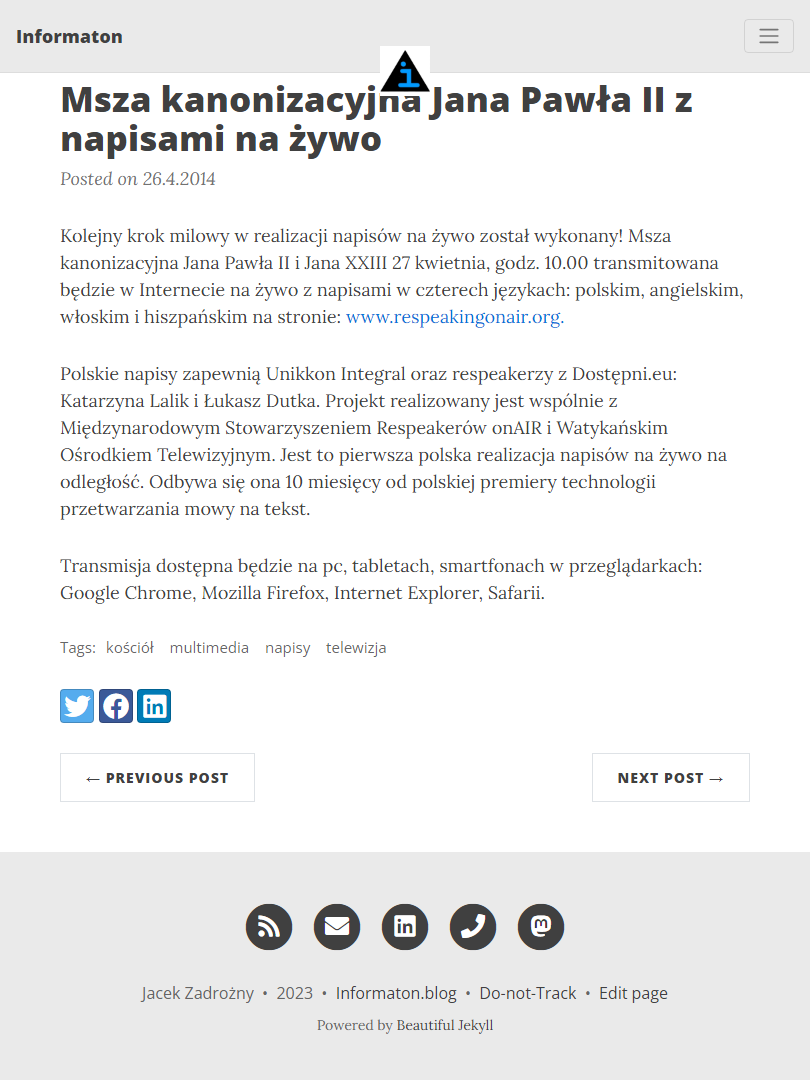 Informaton
Msza kanonizacyjna Jana Pawła II z
napisami na żywo
Posted on 26.4.2014
Kolejny krok milowy w realizacji napisów na żywo został wykonany! Msza
kanonizacyjna Jana Pawła II i Jana XXIII 27 kwietnia, godz. 10.00 transmitowana
będzie w Internecie na żywo z napisami w czterech językach: polskim, angielskim,
włoskim i hiszpańskim na stronie: www.respeakingonair.org.
Polskie napisy zapewnią Unikkon Integral oraz respeakerzy z Dostępni.eu:
Katarzyna Lalik i Łukasz Dutka. Projekt realizowany jest wspólnie z
Międzynarodowym Stowarzyszeniem Respeakerów onAIR i Watykańskim
Ośrodkiem Telewizyjnym. Jest to pierwsza polska realizacja napisów na żywo na
odległość. Odbywa się ona 10 miesięcy od polskiej premiery technologii
przetwarzania mowy na tekst.
Transmisja dostępna będzie na pc, tabletach, smartfonach w przeglądarkach:
Google Chrome, Mozilla Firefox, Internet Explorer, Safarii.
Tags: kościół multimedia napisy telewizja
← PREVIOUS POST NEXT POST →
Jacek Zadrożny • 2023 • Informaton.blog • Do-not-Track • Edit page
Powered by Beautiful Jekyll